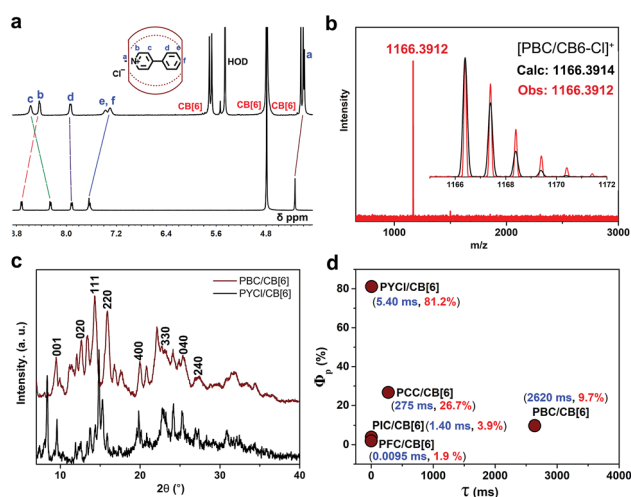 a
b c d e
a N+ f
Cl−
HOD
a
CB[6] CB[6] CB[6]
c b d e, f
δ ppm
8.8 8.0 7.2 5.6 4.8
b
1166.3912
[PBC/CB6-Cl]+
Calc: 1166.3914
Obs: 1166.3912
Intensity
1166 1168 1170 1172
1000 2000 3000
m/z
c
PBC/CB[6]
PYCl/CB[6]
001 020 111 220 400 330 040 240
Intensity. (a. u.)
10 20 30 40
2θ (°)
d
80
60
40
20
0
Φp (%)
PYCl/CB[6]
(5.40 ms, 81.2%)
PCC/CB[6]
(275 ms, 26.7%)
(2620 ms, 9.7%)
PBC/CB[6]
PIC/CB[6] (1.40 ms, 3.9%)
PFC/CB[6]
(0.0095 ms, 1.9 %)
0 1000 2000 3000 4000
τ (ms)